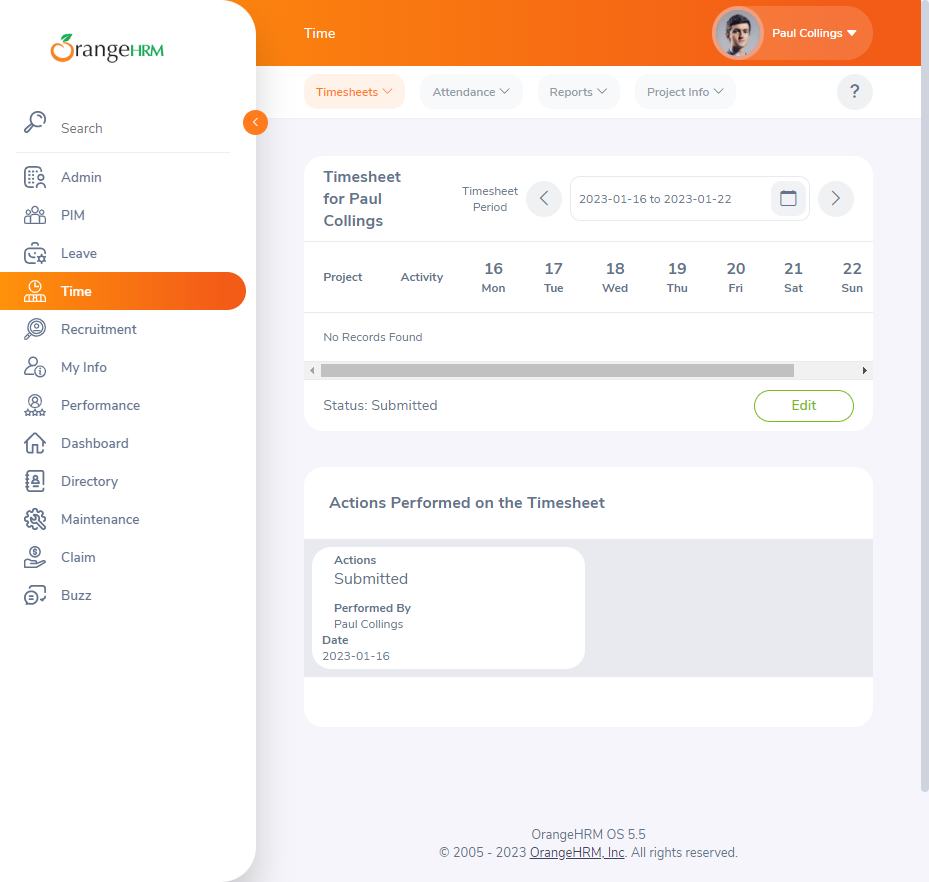 OrangeHRM
Search
Admin
PIM
Leave
Time
Recruitment
My Info
Performance
Dashboard
Directory
Maintenance
Claim
Buzz
Time
Paul Collings
Timesheets
Attendance
Reports
Project Info
?
Timesheet
for Paul
Collings
Timesheet
Period
2023-01-16 to 2023-01-22
Project
Activity
16
Mon
17
Tue
18
Wed
19
Thu
20
Fri
21
Sat
22
Sun
No Records Found
Status: Submitted
Edit
Actions Performed on the Timesheet
Actions
Submitted
Performed By
Paul Collings
Date
2023-01-16
OrangeHRM OS 5.5
© 2005 - 2023 OrangeHRM, Inc. All rights reserved.